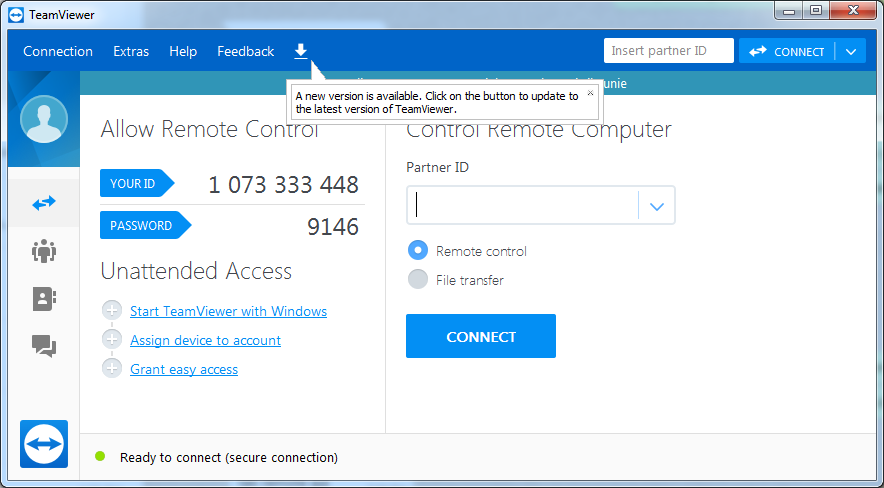 TeamViewer
Connection Extras Help Feedback Insert partner ID CONNECT
A new version is available. Click on the button to update to
the latest version of TeamViewer.
Allow Remote Control
YOUR ID 1 073 333 448
PASSWORD 9146
Unattended Access
Start TeamViewer with Windows
Assign device to account
Grant easy access
Control Remote Computer
Partner ID
Remote control
File transfer
CONNECT
Ready to connect (secure connection)